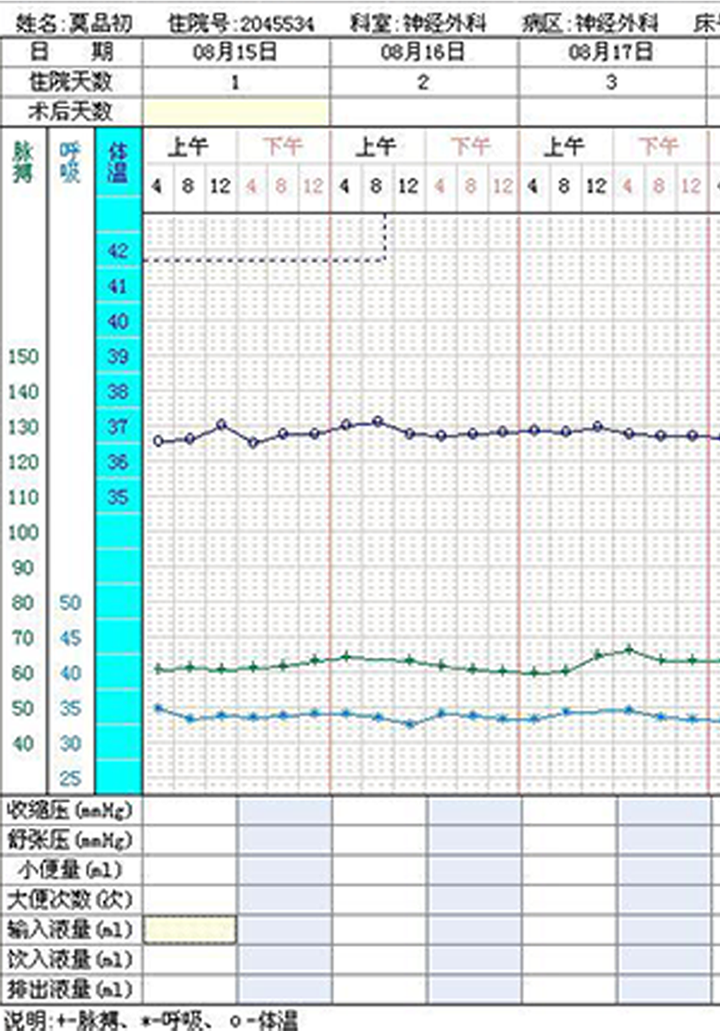 姓名:莫品初 住院号:2045534 科室:神经外科 病区:神经外科 床
日 期 08月15日 08月16日 08月17日
住院天数 1 2 3
术后天数
脉搏 呼吸 体温 上午 下午 上午 下午 上午 下午
4 8 12 4 8 12 4 8 12 4 8 12 4 8 12 4 8 12
42
41
40
150 39
140 38
130 37
120 36
110 35
100
90
80 50
70 45
60 40
50 35
40 30
25
收缩压(mmHg)
舒张压(mmHg)
小便量(ml)
大便次数(次)
输入液量(ml)
饮入液量(ml)
排出液量(ml)
说明:+-脉搏、*-呼吸、o-体温